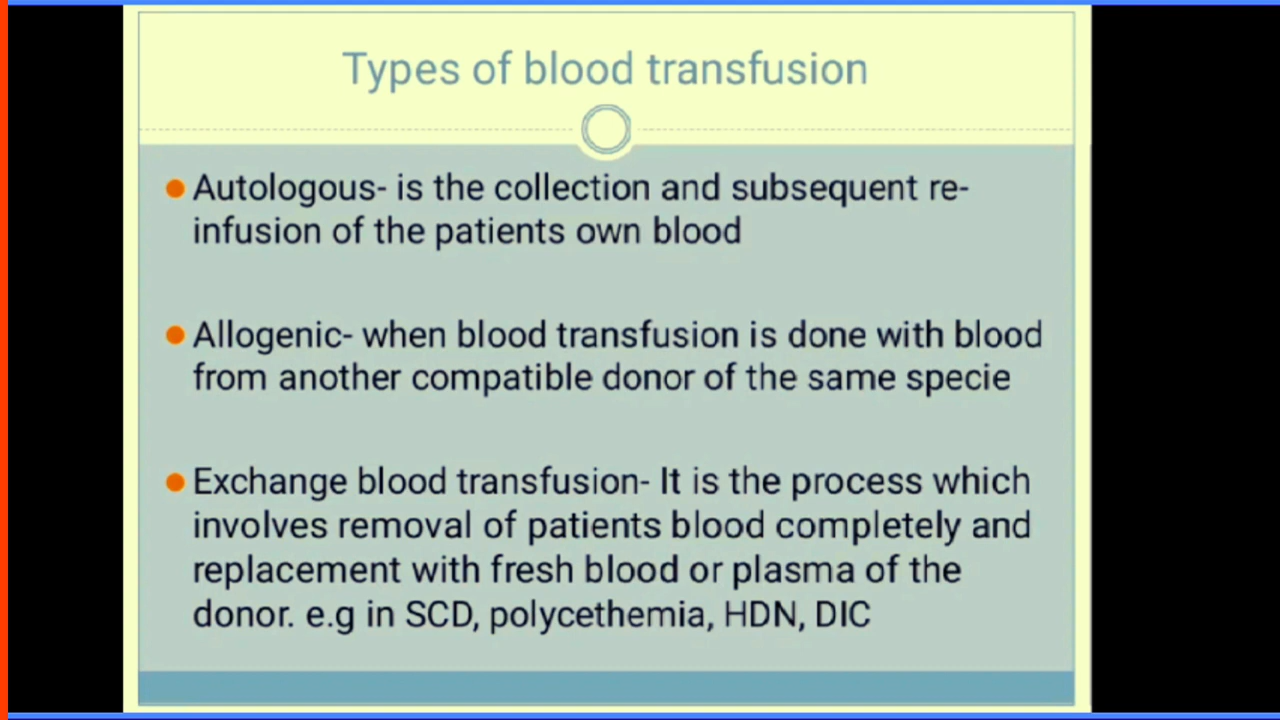 Types of blood transfusion
Autologous- is the collection and subsequent re-
infusion of the patients own blood
Allogenic- when blood transfusion is done with blood
from another compatible donor of the same specie
Exchange blood transfusion- It is the process which
involves removal of patients blood completely and
replacement with fresh blood or plasma of the
donor. e.g in SCD, polycethemia, HDN, DIC